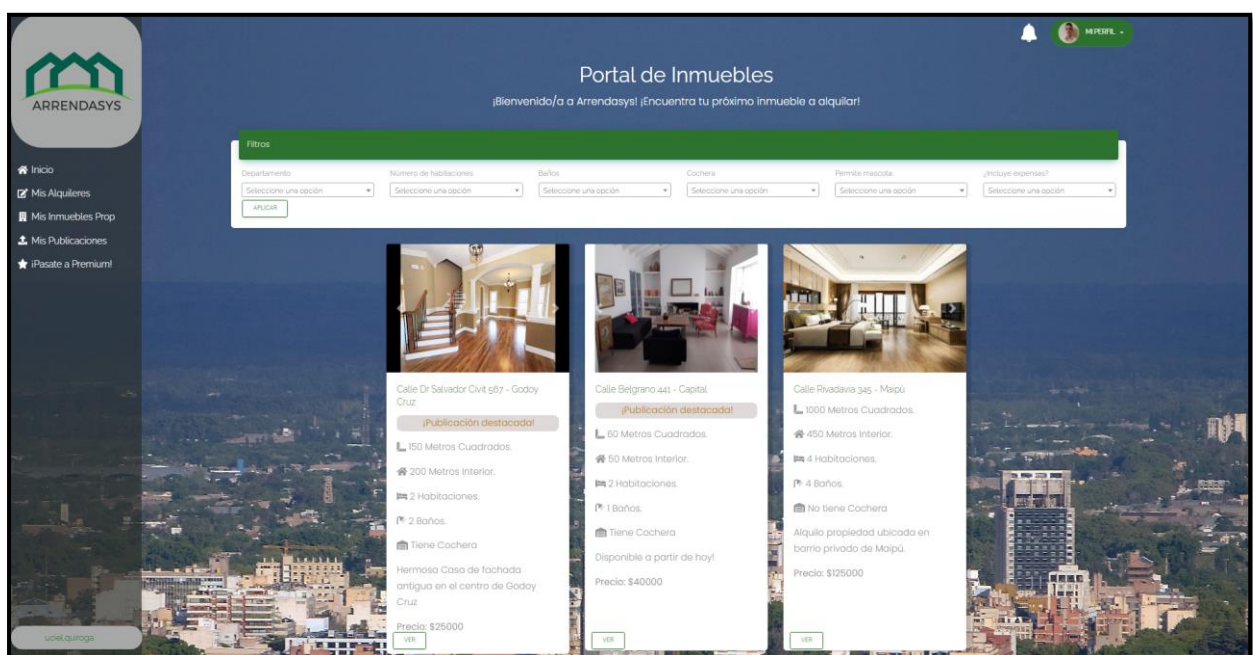 MI PERFIL
ARRENDASYS
Portal de Inmuebles
¡Bienvenido/a a Arrendasys! ¡Encuentra tu próximo inmueble a alquilar!
Inicio
Mis Alquileres
Mis Inmuebles Prop
Mis Publicaciones
¡Pasate a Premium!
Filtros
Departamento
Número de habitaciones
Baños
Cochera
Permite mascota
¿Incluye expensas?
Seleccione una opción
Seleccione una opción
Seleccione una opción
Seleccione una opción
Seleccione una opción
Seleccione una opción
APLICAR
Calle Dr Salvador Civit 567 - Godoy
Cruz
¡Publicación destacada!
150 Metros Cuadrados.
200 Metros Interior.
2 Habitaciones.
2 Baños.
Tiene Cochera
Hermosa Casa de fachada
antigua en el centro de Godoy
Cruz
Precio: $25000
VER
Calle Belgrano 441 - Capital
¡Publicación destacada!
60 Metros Cuadrados.
50 Metros Interior.
2 Habitaciones.
1 Baños.
Tiene Cochera
Disponible a partir de hoy!
Precio: $40000
VER
Calle Rivadavia 345 - Maipú
1000 Metros Cuadrados.
450 Metros Interior.
4 Habitaciones.
4 Baños.
No tiene Cochera
Alquilo propiedad ubicada en
barrio privado de Maipú.
Precio: $125000
VER
uciel.quiroga